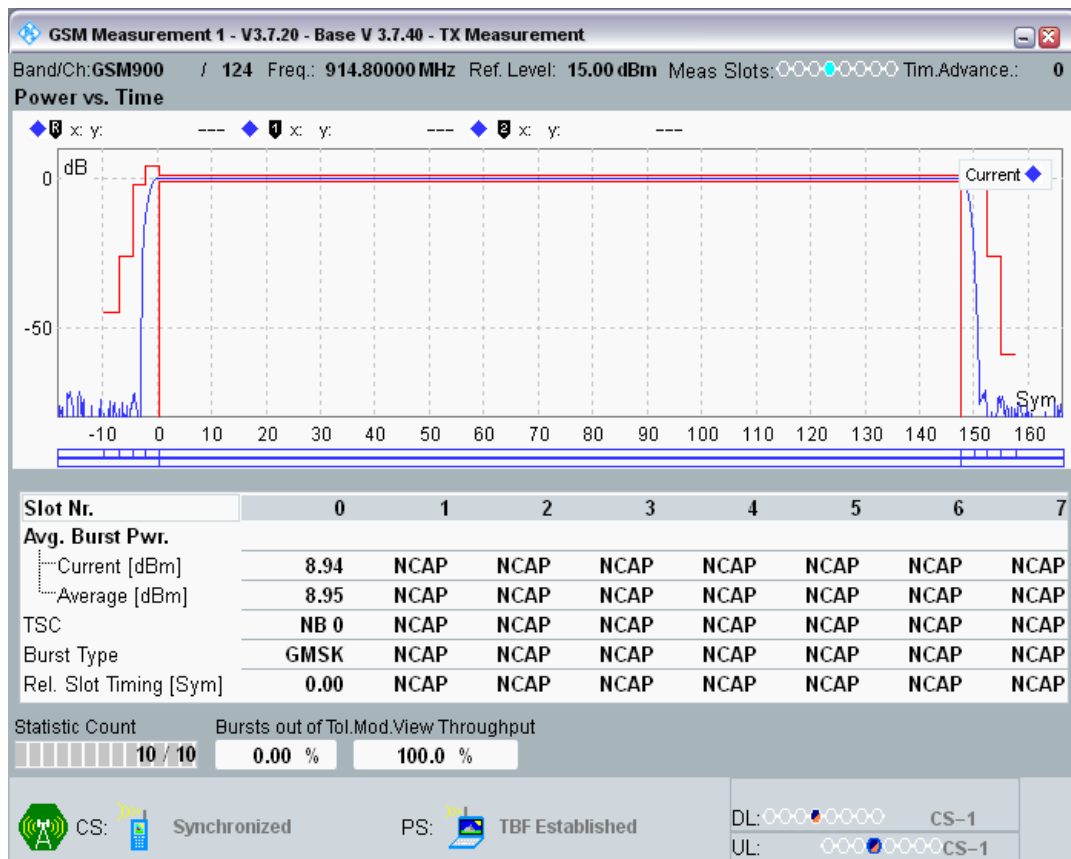 GSM Measurement 1 - V3.7.20 - Base V 3.7.40 - TX Measurement
Band/Ch:GSM900 / 124 Freq.: 914.80000 MHz Ref. Level: 15.00 dBm Meas Slots: Tim.Advance.: 0
Power vs. Time
R x: y: --- 1 x: y: --- 2 x: y: ---
dB
0
Current
-50
Sym
-10 0 10 20 30 40 50 60 70 80 90 100 110 120 130 140 150 160
Slot Nr. 0 1 2 3 4 5 6 7
Avg. Burst Pwr.
Current [dBm] 8.94 NCAP NCAP NCAP NCAP NCAP NCAP NCAP
Average [dBm] 8.95 NCAP NCAP NCAP NCAP NCAP NCAP NCAP
TSC NB 0 NCAP NCAP NCAP NCAP NCAP NCAP NCAP
Burst Type GMSK NCAP NCAP NCAP NCAP NCAP NCAP NCAP
Rel. Slot Timing [Sym] 0.00 NCAP NCAP NCAP NCAP NCAP NCAP NCAP
Statistic Count Bursts out of Tol.Mod.View Throughput
10 / 10 0.00 % 100.0 %
CS: Synchronized PS: TBF Established
DL: CS-1
UL: CS-1